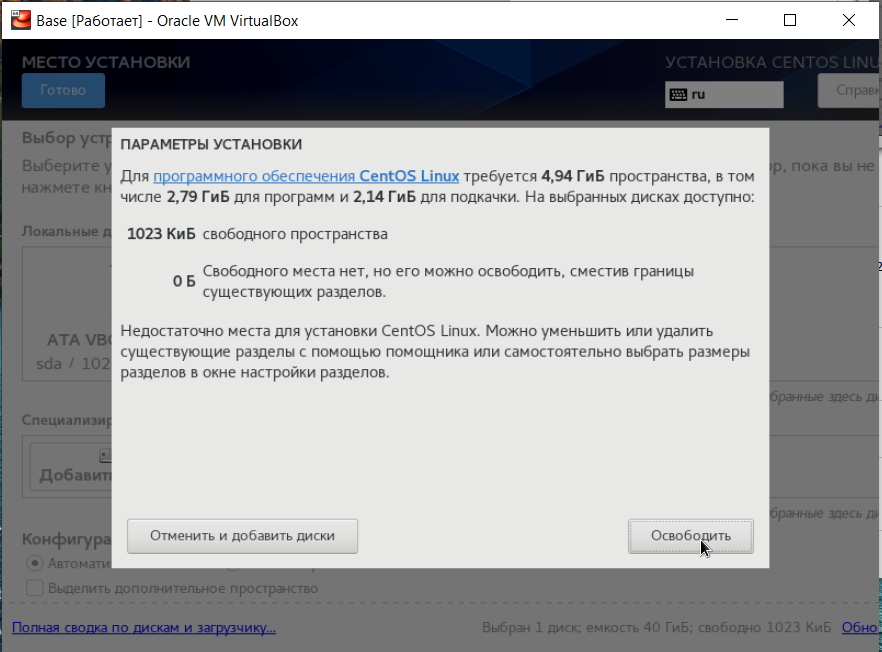 Base [Работает] - Oracle VM VirtualBox
МЕСТО УСТАНОВКИ
УСТАНОВКА CENTOS LINU
Готово
ru
Справк
Выбор уст
ПАРАМЕТРЫ УСТАНОВКИ
Выберите у
ор, пока вы не
нажмете кн
Для программного обеспечения CentOS Linux требуется 4,94 ГиБ пространства, в том
числе 2,79 ГиБ для программ и 2,14 ГиБ для подкачки. На выбранных дисках доступно:
Локальные д
1023 КиБ свободного пространства
0 Б Свободного места нет, но его можно освободить, сместив границы
существующих разделов.
Недостаточно места для установки CentOS Linux. Можно уменьшить или удалить
существующие разделы с помощью помощника или самостоятельно выбрать размеры
разделов в окне настройки разделов.
ATA VBO
sda / 102
бранные здесь ди
Специализир
Добавит
бранные здесь ди
Отменить и добавить диски
Освободить
Конфигура
Автомати
Выделить дополнительное пространство
Полная сводка по дискам и загрузчику...
Выбран 1 диск; емкость 40 ГиБ; свободно 1023 КиБ
Обно